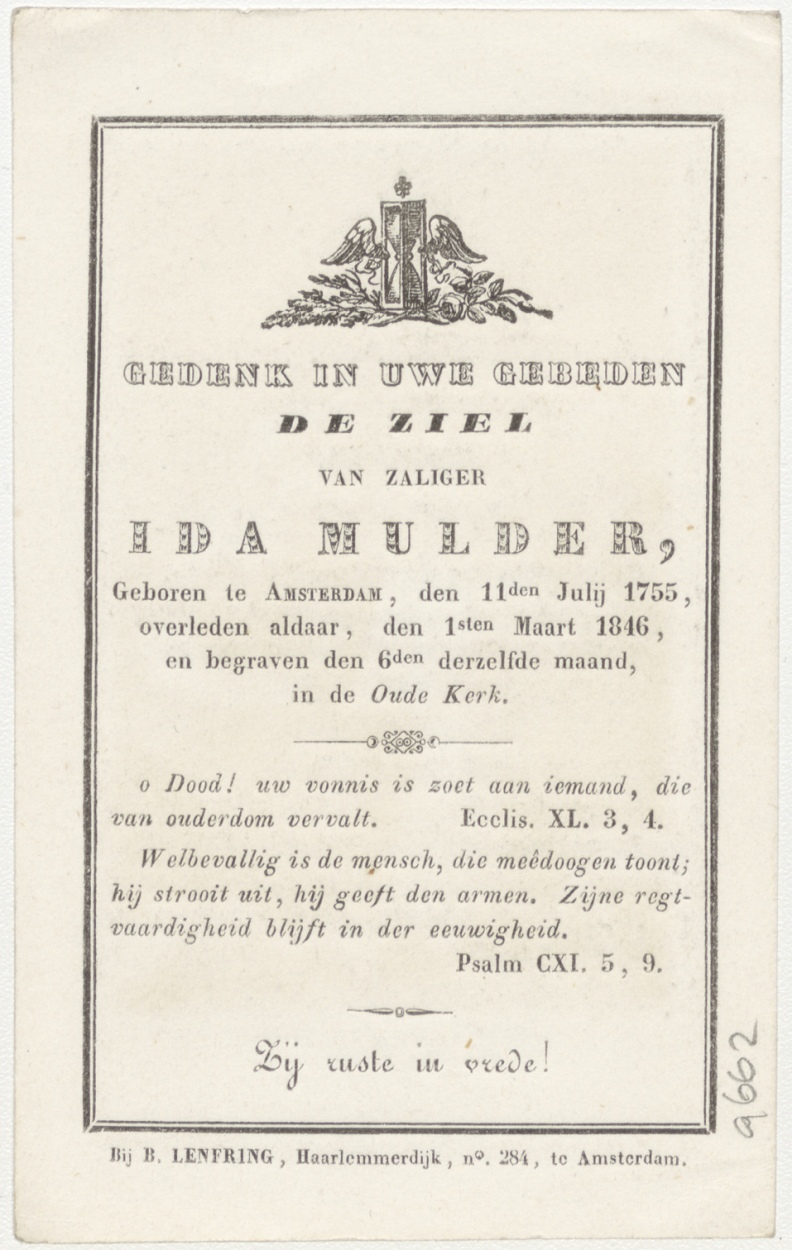 GEDENK IN UWE GEBEDEN
DE ZIEL
VAN ZALIGER
IDA MULDER,
Geboren te AMSTERDAM, den 11den Julij 1755,
overleden aldaar, den 1sten Maart 1846,
en begraven den 6den derzelfde maand,
in de Oude Kerk.
o Dood! uw vonnis is zoet aan iemand, die
van ouderdom vervalt. Ecclis. XL. 3, 4.
Welbevallig is de mensch, die meêdoogen toont;
hij strooit uit, hij geeft den armen. Zijne regt-
vaardigheid blijft in der eeuwigheid.
Psalm CXI. 5, 9.
Zij ruste in vrede!
Bij B. LENFRING, Haarlemmerdijk, nº. 284, te Amsterdam.
9662